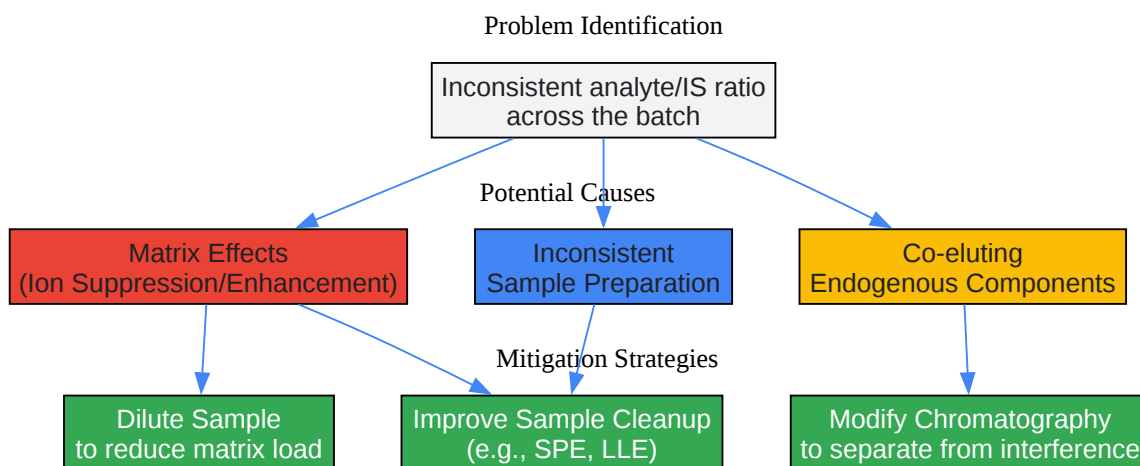 Problem Identification
Inconsistent analyte/IS ratio
across the batch
Potential Causes
Matrix Effects
(Ion Suppression/Enhancement)
Inconsistent
Sample Preparation
Co-eluting
Endogenous Components
Mitigation Strategies
Dilute Sample
to reduce matrix load
Improve Sample Cleanup
(e.g., SPE, LLE)
Modify Chromatography
to separate from interference